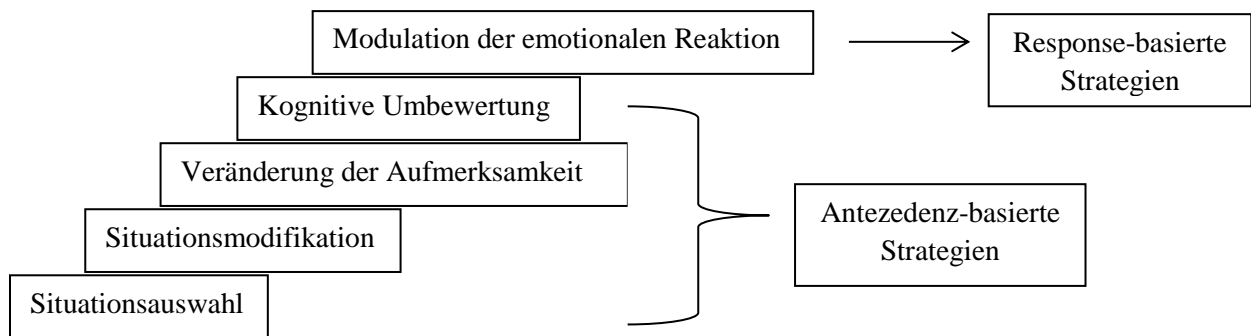 Modulation der emotionalen Reaktion
Response-basierte
Strategien
Kognitive Umbewertung
Veränderung der Aufmerksamkeit
Situationsmodifikation
Antezedenz-basierte
Strategien
Situationsauswahl